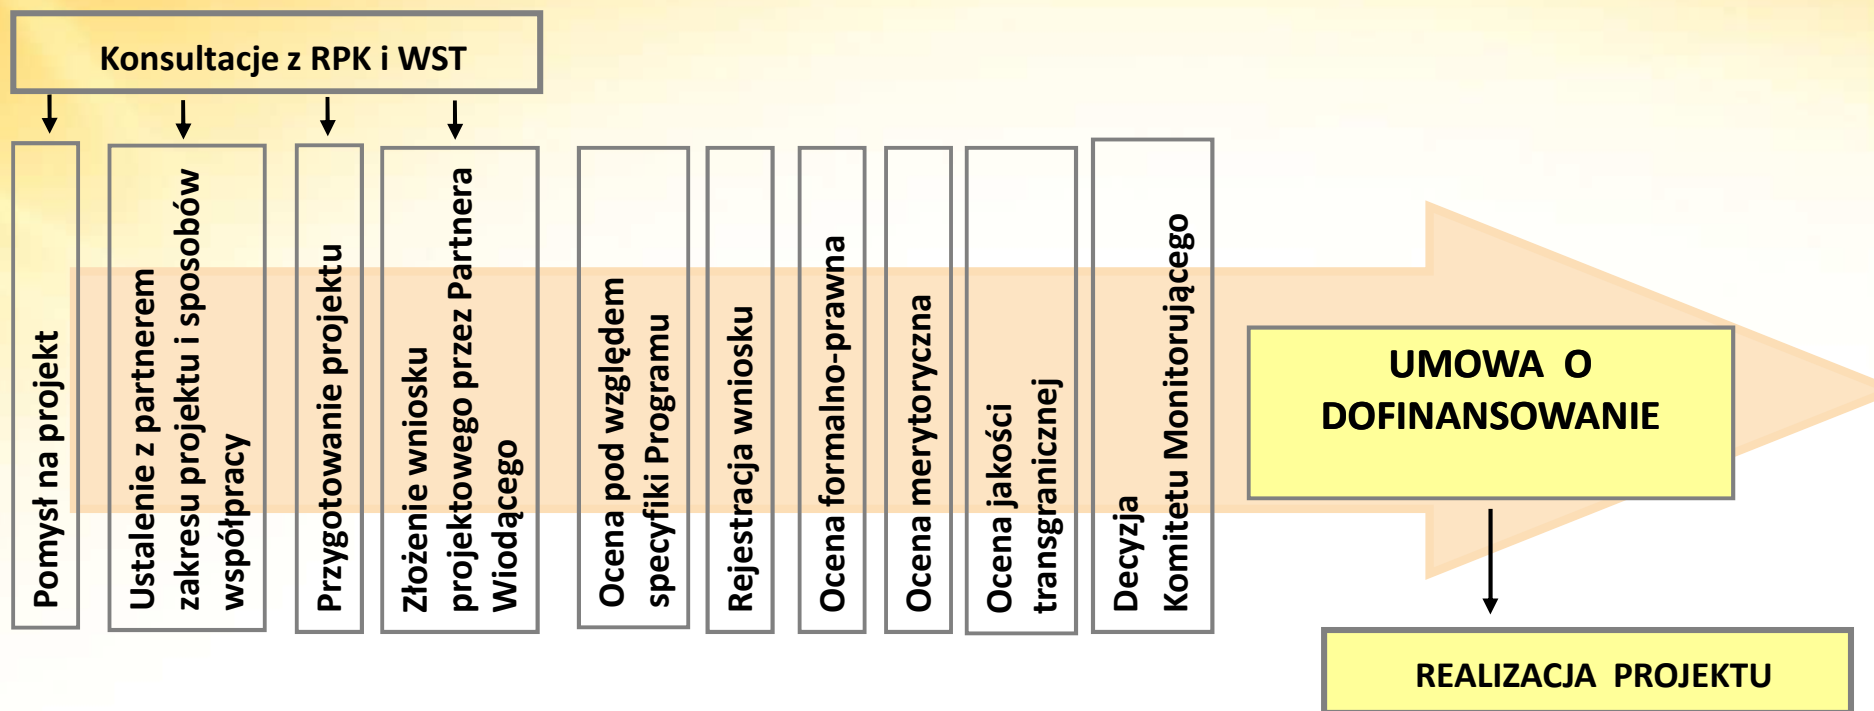 Konsultacje z RPK i WST
Pomysł na projekt
Ustalenie z partnerem
zakresu projektu i sposobów
współpracy
Przygotowanie projektu
Złożenie wniosku
projektowego przez Partnera
Wiodącego
Ocena pod względem
specyfiki Programu
Rejestracja wniosku
Ocena formalno-prawna
Ocena merytoryczna
Ocena jakości
transgranicznej
Decyzja
Komitetu Monitorującego
UMOWA O
DOFINANSOWANIE
REALIZACJA PROJEKTU